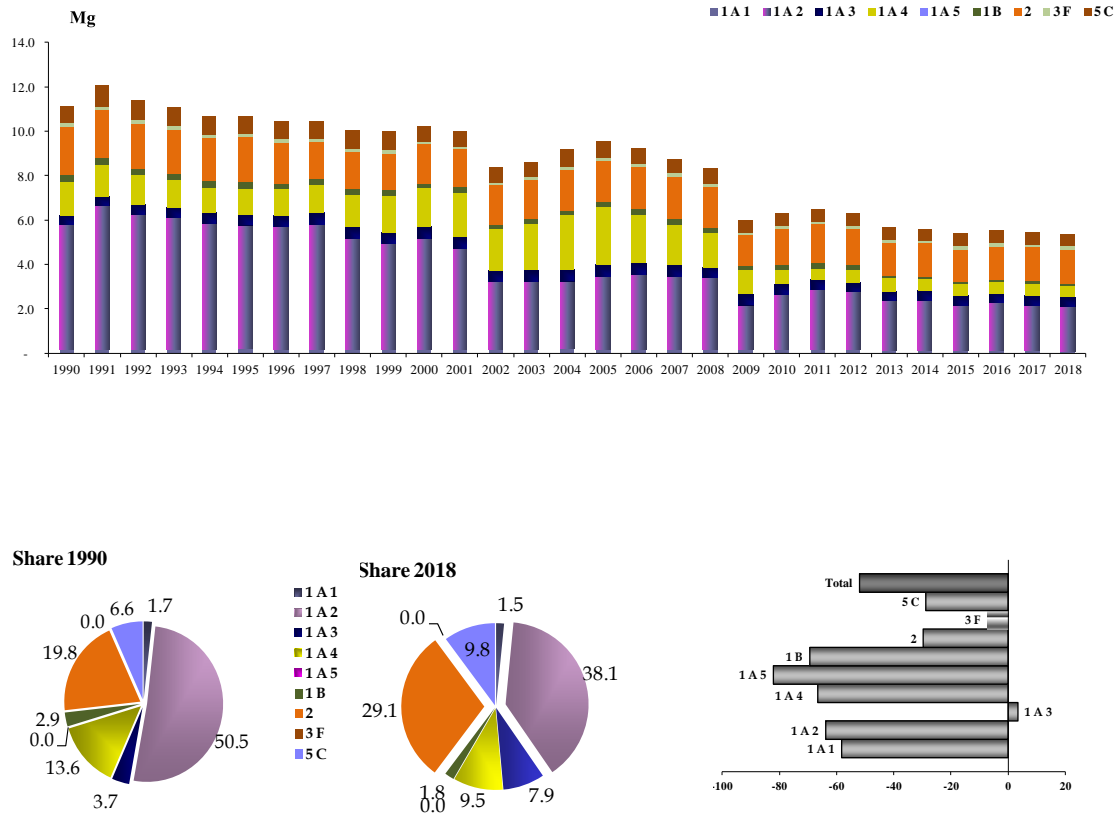 Mg
1 A 1 1 A 2 1 A 3 1 A 4 1 A 5 1 B 2 3 F 5 C
14.0
12.0
10.0
8.0
6.0
4.0
2.0
-
1990 1991 1992 1993 1994 1995 1996 1997 1998 1999 2000 2001 2002 2003 2004 2005 2006 2007 2008 2009 2010 2011 2012 2013 2014 2015 2016 2017 2018
Share 1990
0.0
6.6
1.7
19.8
2.9
0.0
13.6
3.7
50.5
1 A 1
1 A 2
1 A 3
1 A 4
1 A 5
1 B
2
3 F
5 C
Share 2018
0.0
9.8
1.5
38.1
29.1
1.8
0.0
9.5
7.9
Total
5 C
3 F
2
1 B
1 A 5
1 A 4
1 A 3
1 A 2
1 A 1
-100 -80 -60 -40 -20 0 20